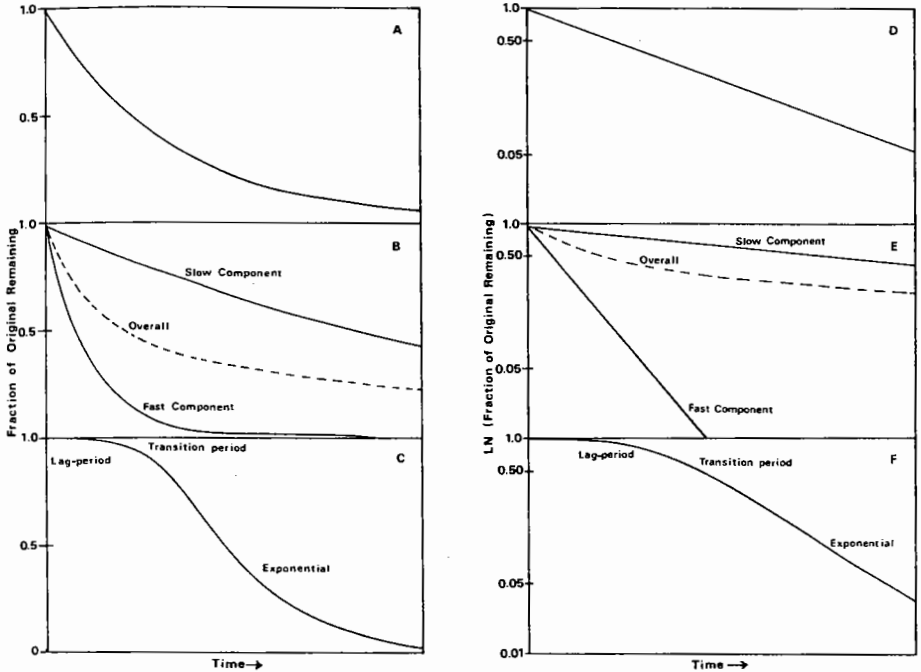 1.0
A
0.5
1.0
B
Slow Component
Overall
0.5
Fast Component
1.0
Transition period
Lag-period
C
0.5
Exponential
0
Time→
Fraction of Original Remaining
1.0
D
0.50
0.05
1.0
E
Slow Component
0.50
Overall
0.05
Fast Component
1.0
Lag-period
Transition period
F
0.50
Exponential
0.05
0.01
Time→
LN (Fraction of Original Remaining)